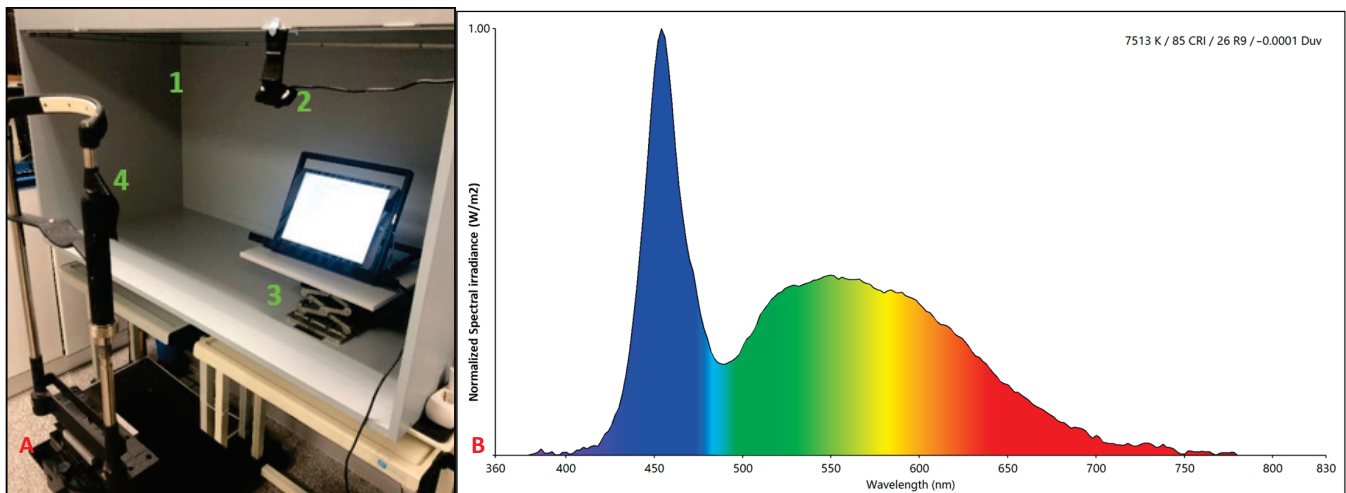 1
2
3
4
A
1.00
7513 K / 85 CRI / 26 R9 / −0.0001 Duv
Normalized Spectral irradiance (W/m2)
B
360 400 450 500 550 600 650 700 750 800 830
Wavelength (nm)